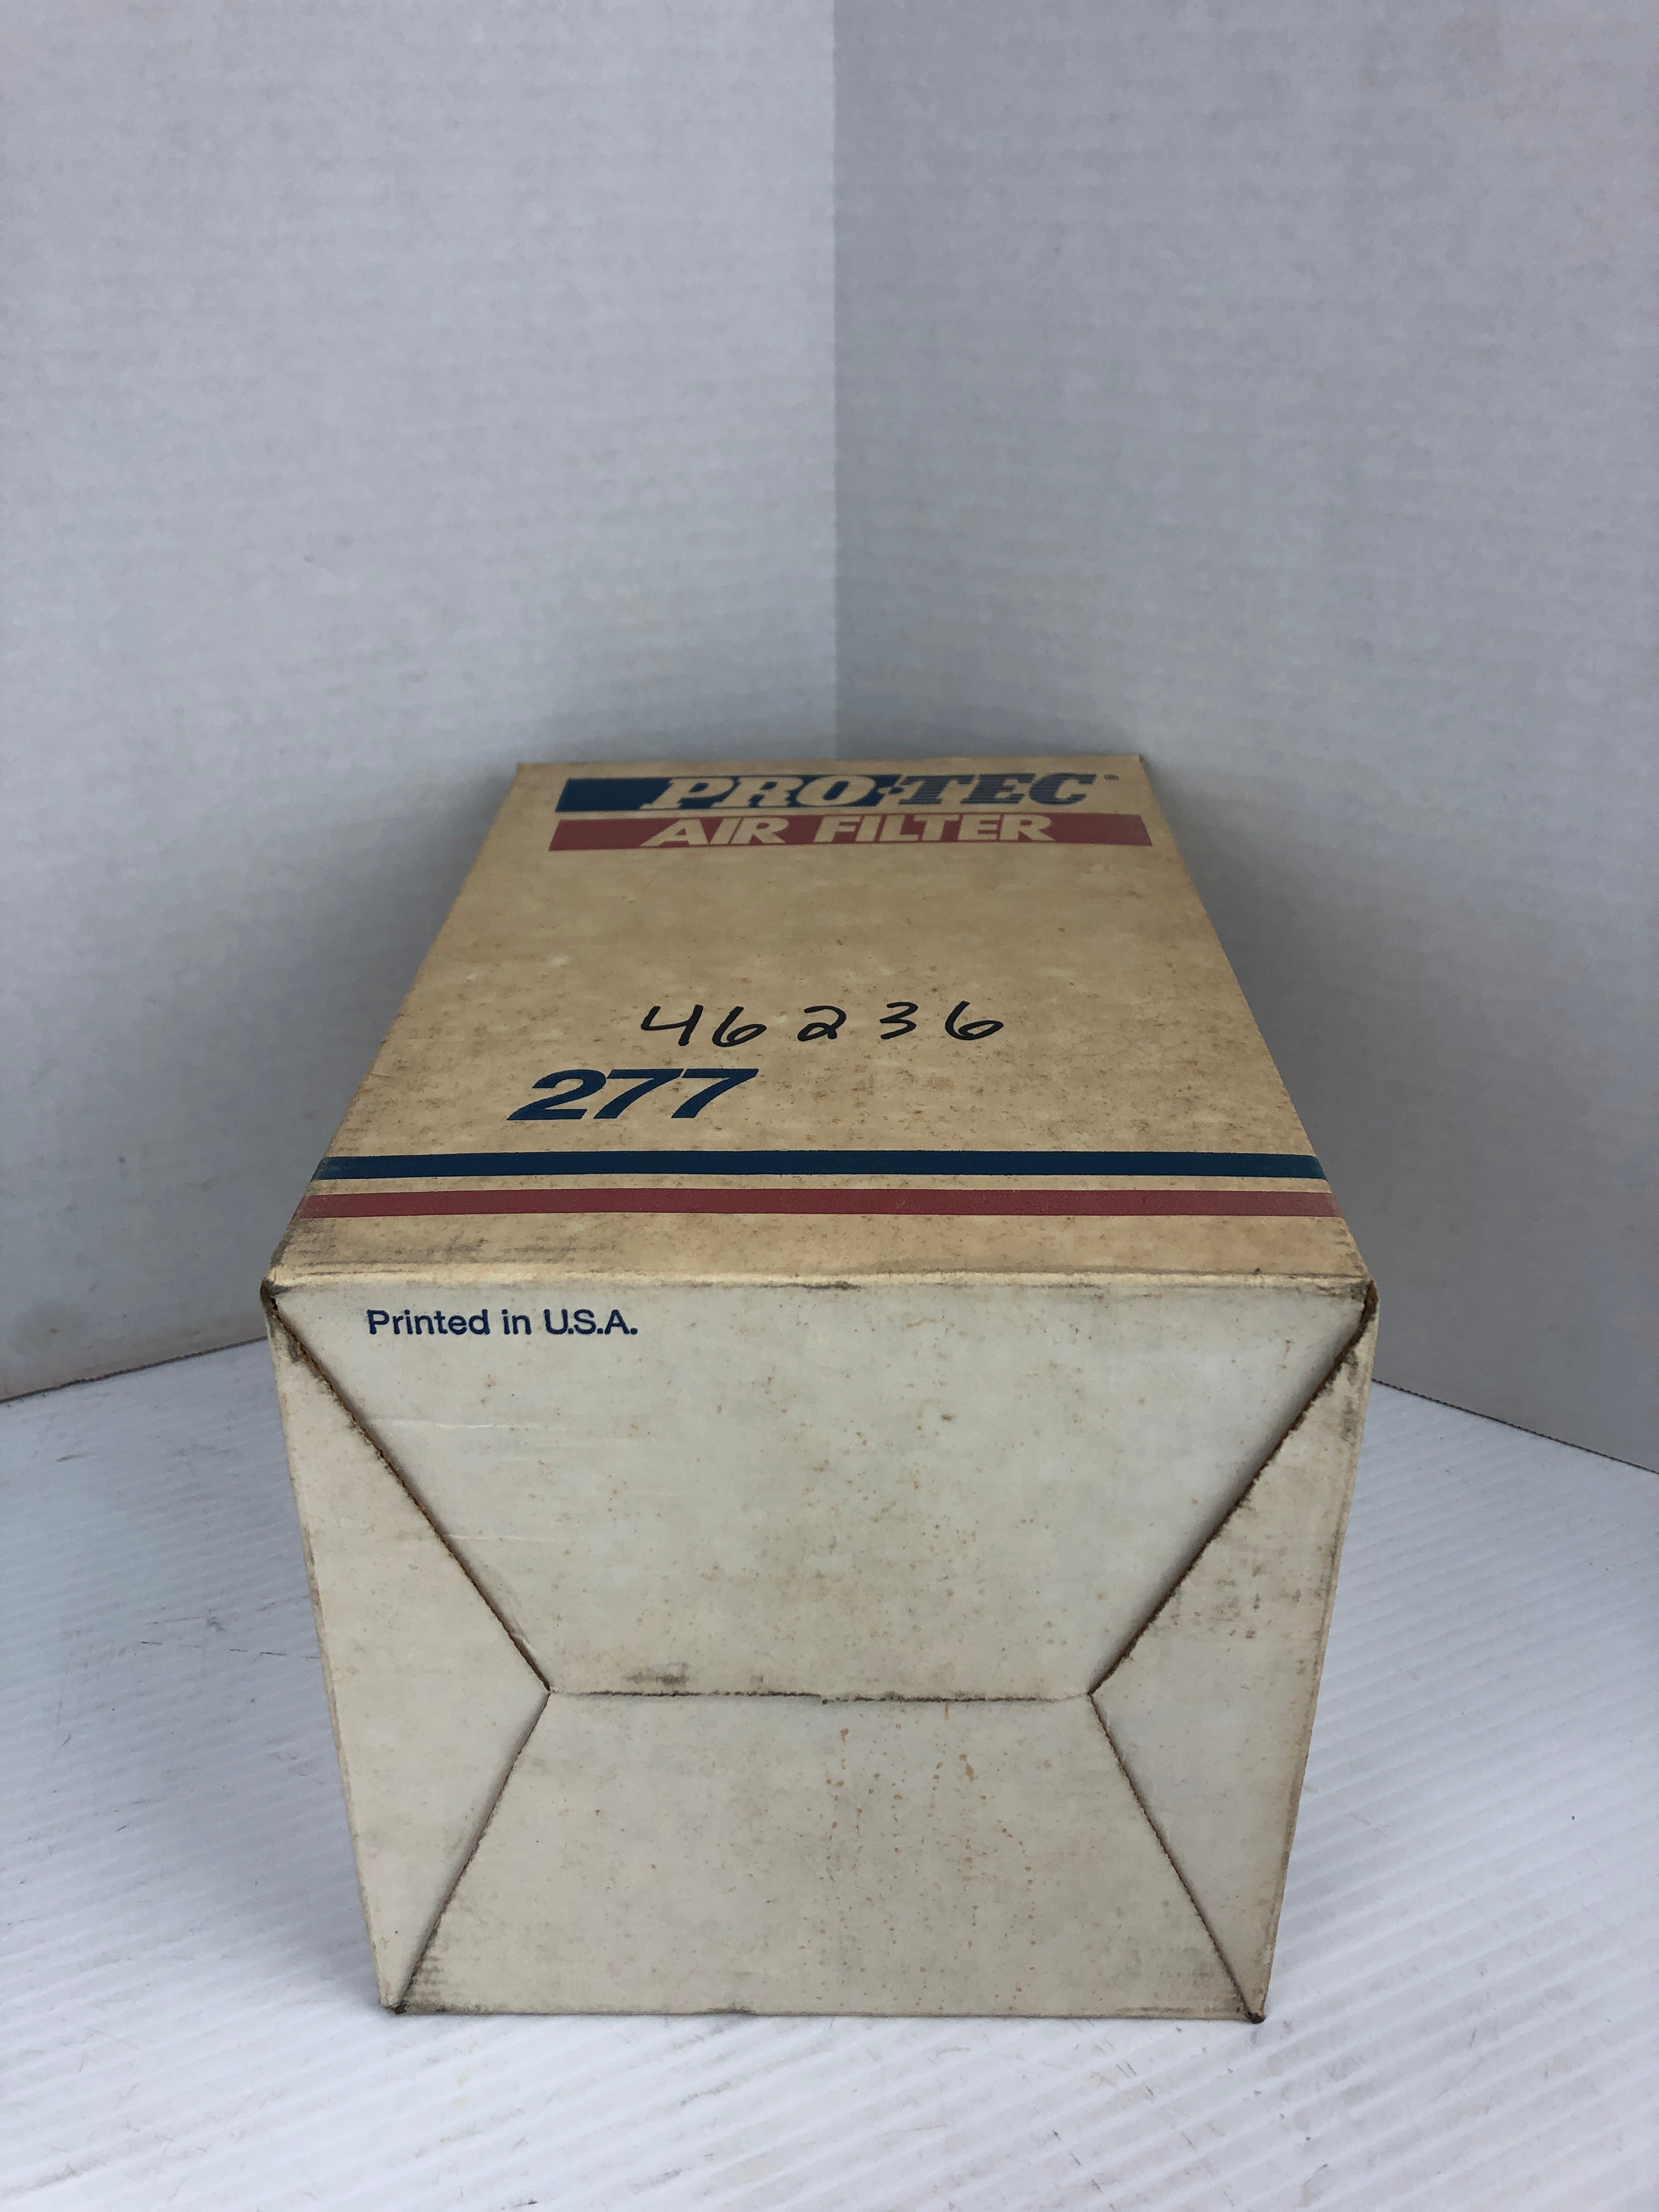 PRO·TEC®
AIR FILTER
46236
277
Printed in U.S.A.